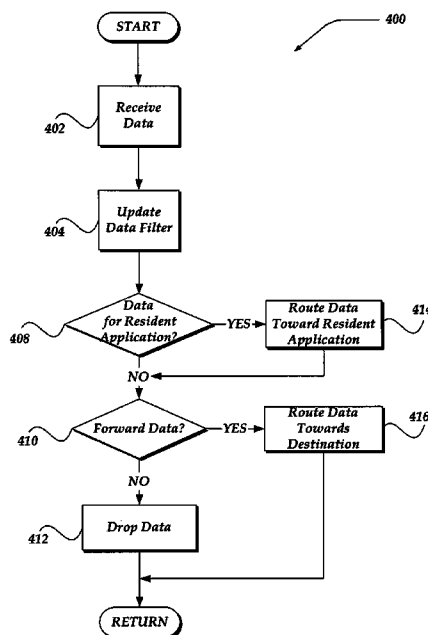 START
400
Receive
Data
402
Update
Data Filter
404
Data
for Resident
Application?
408
YES
Route Data
Toward Resident
Application
414
NO
Forward Data?
410
YES
Route Data
Towards
Destination
416
NO
Drop Data
412
RETURN